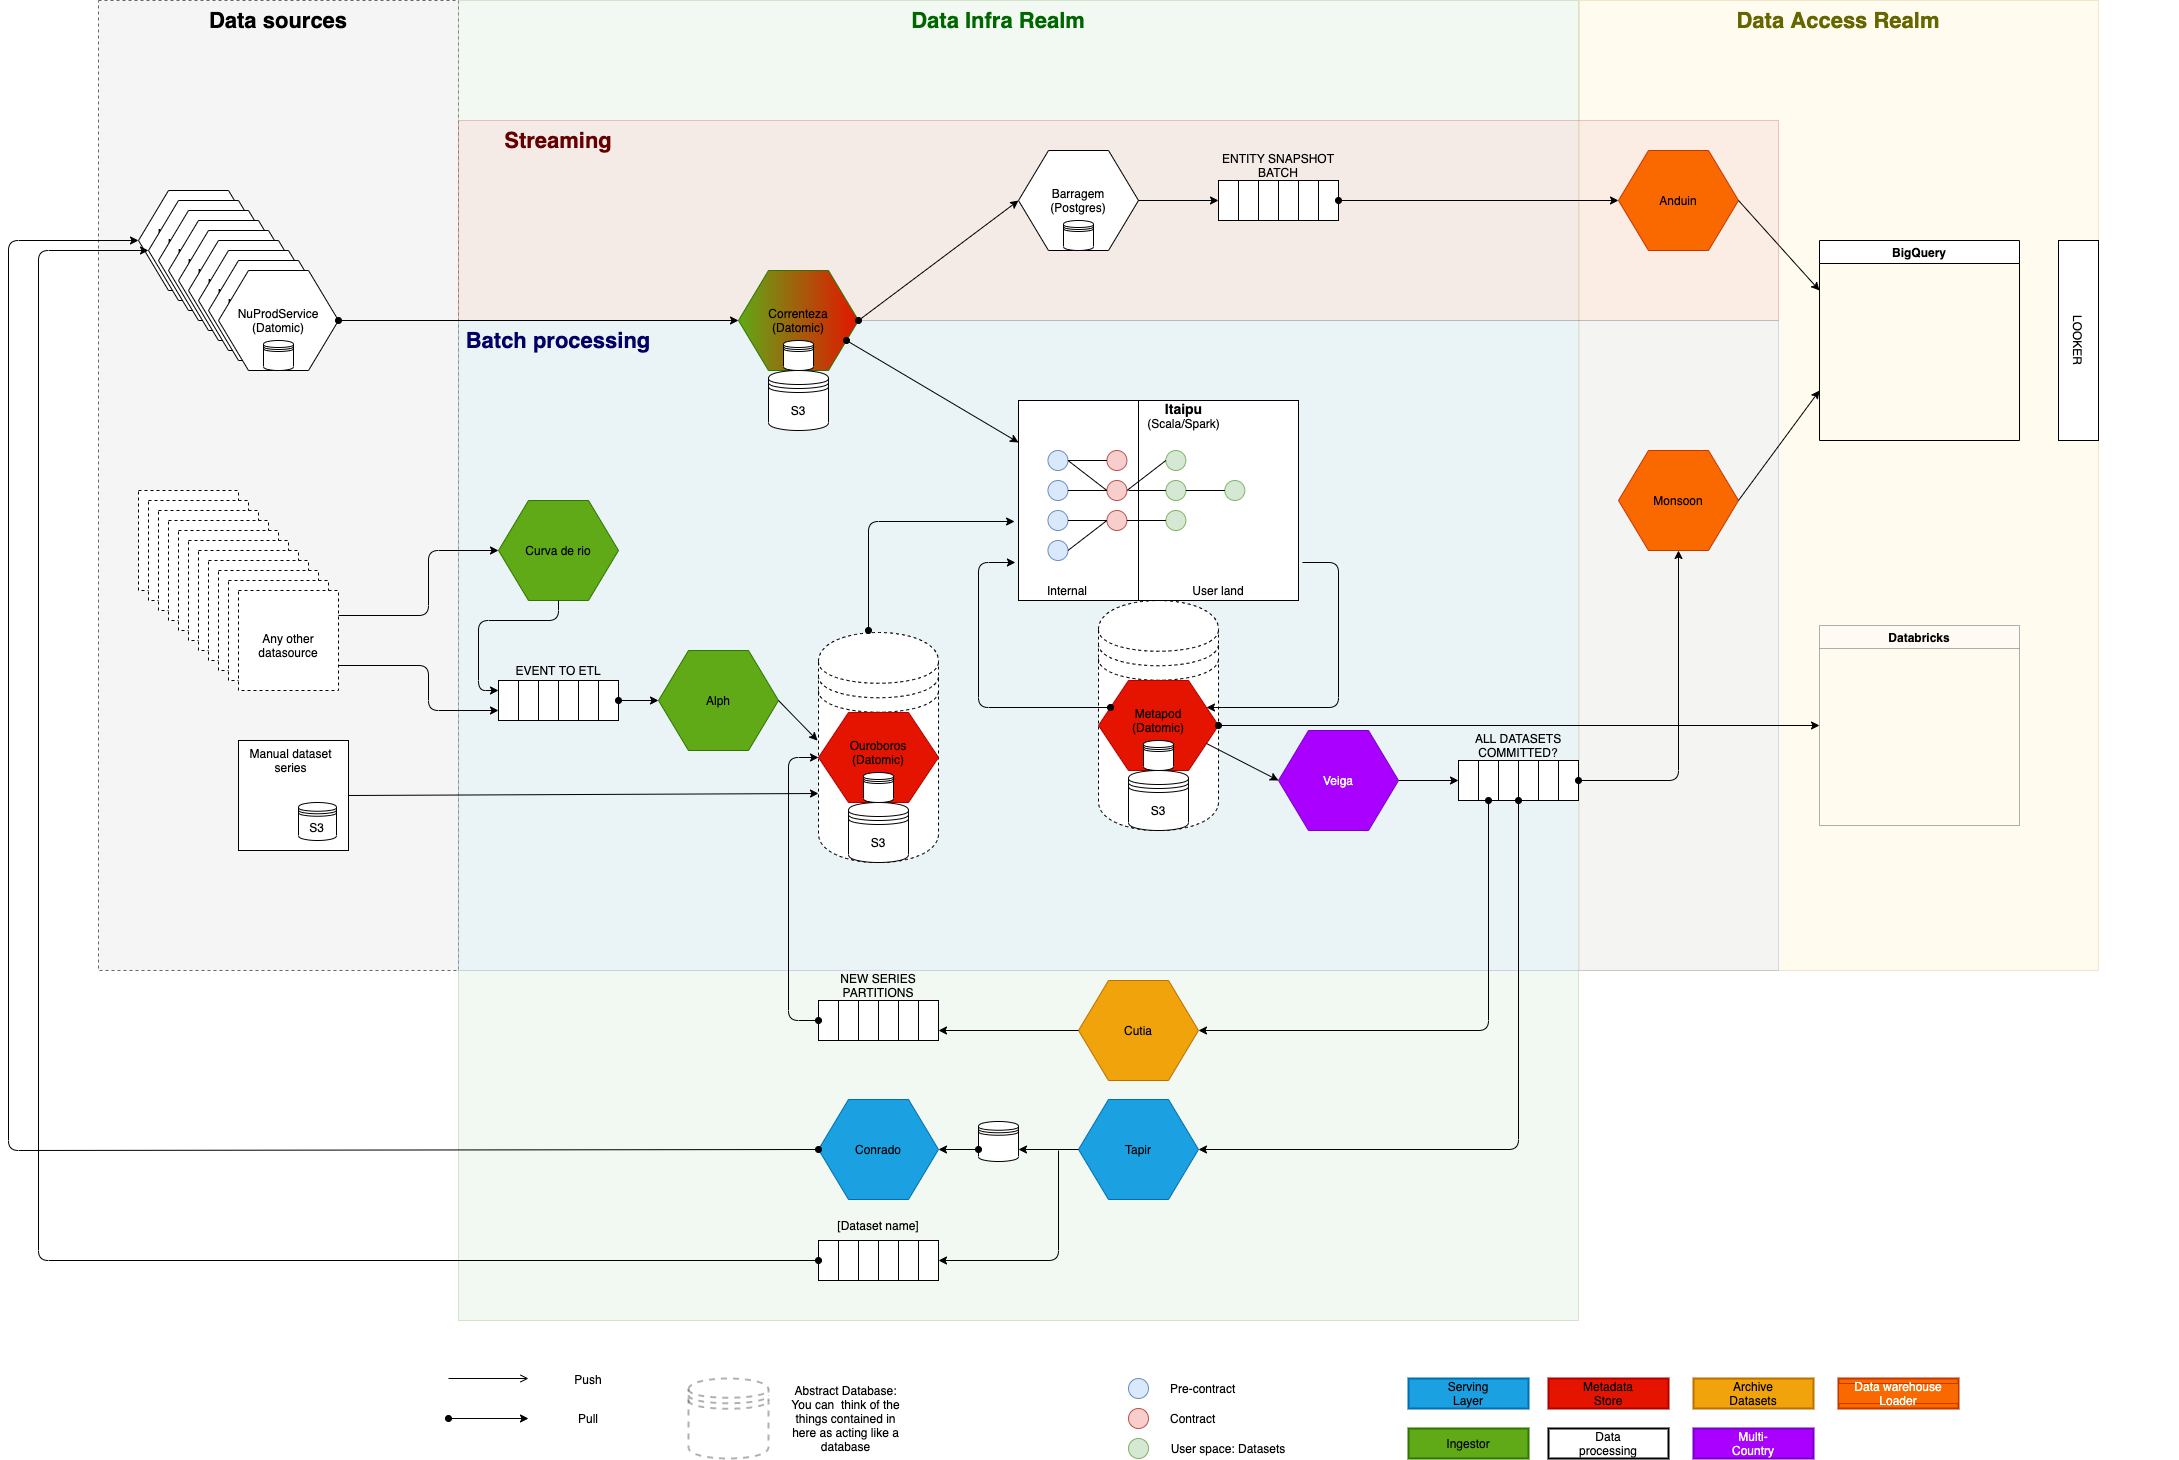 Data sources
Data Infra Realm
Data Access Realm
Streaming
ENTITY SNAPSHOT
BATCH
Barragem
(Postgres)
Anduin
BigQuery
LOOKER
NuProdService
(Datomic)
Correnteza
(Datomic)
S3
Batch processing
Itaipu
(Scala/Spark)
Internal
User land
Monsoon
Curva de rio
Any other
datasource
EVENT TO ETL
Alph
Databricks
Manual dataset
series
S3
Ouroboros
(Datomic)
S3
Metapod
(Datomic)
S3
Veiga
ALL DATASETS
COMMITTED?
NEW SERIES
PARTITIONS
Cutia
Conrado
Tapir
[Dataset name]
Push
Pull
Abstract Database:
You can think of the
things contained in
here as acting like a
database
Pre-contract
Contract
User space: Datasets
Serving
Layer
Metadata
Store
Archive
Datasets
Data warehouse
Loader
Ingestor
Data
processing
Multi-
Country